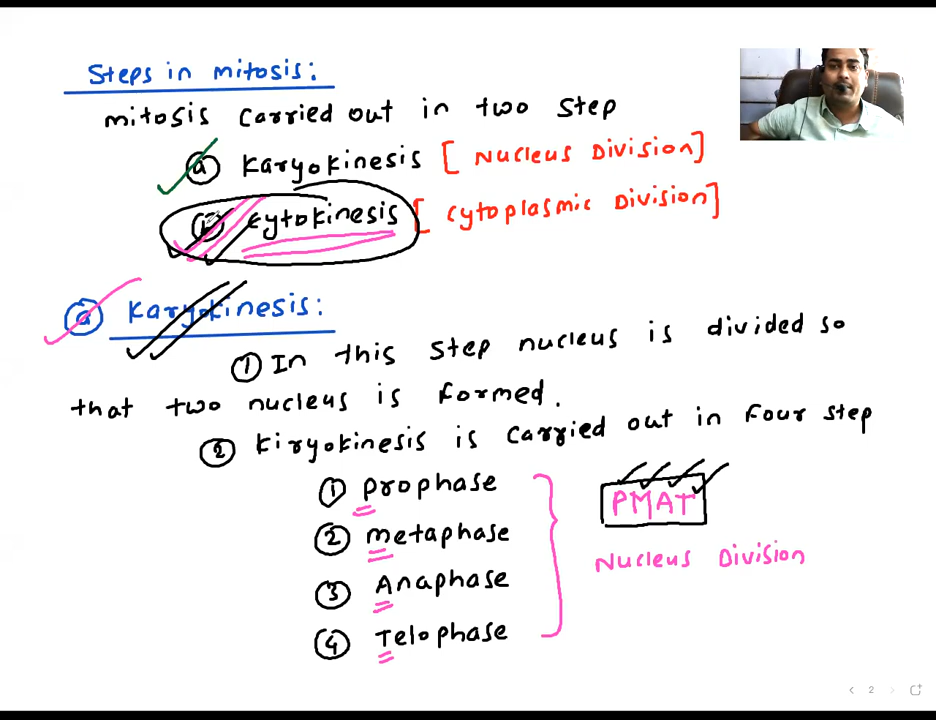 Steps in mitosis:
mitosis carried out in two step
a Karyokinesis [ Nucleus Division]
b cytokinesis [ cytoplasmic Division]
a Karyokinesis:
1 In this step nucleus is divided so
that two nucleus is formed.
2 Kiryokinesis is carried out in four step
1 prophase
2 metaphase
3 Anaphase
4 Telophase
PMAT
Nucleus Division
2